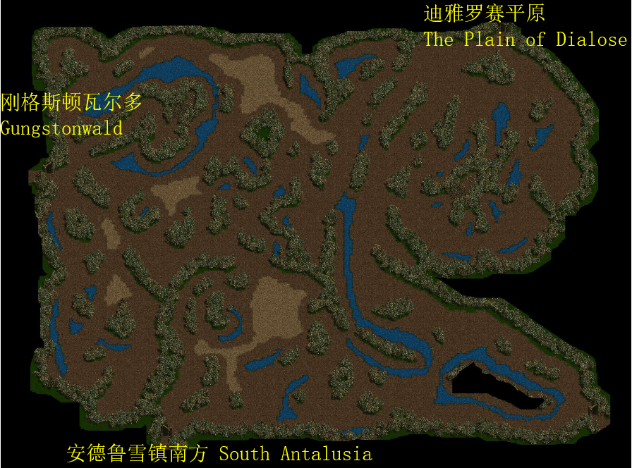 迪雅罗赛平原
The Plain of Dialose
刚格斯顿瓦尔多
Gungstonwald
安德鲁雪镇南方 South Antalusia